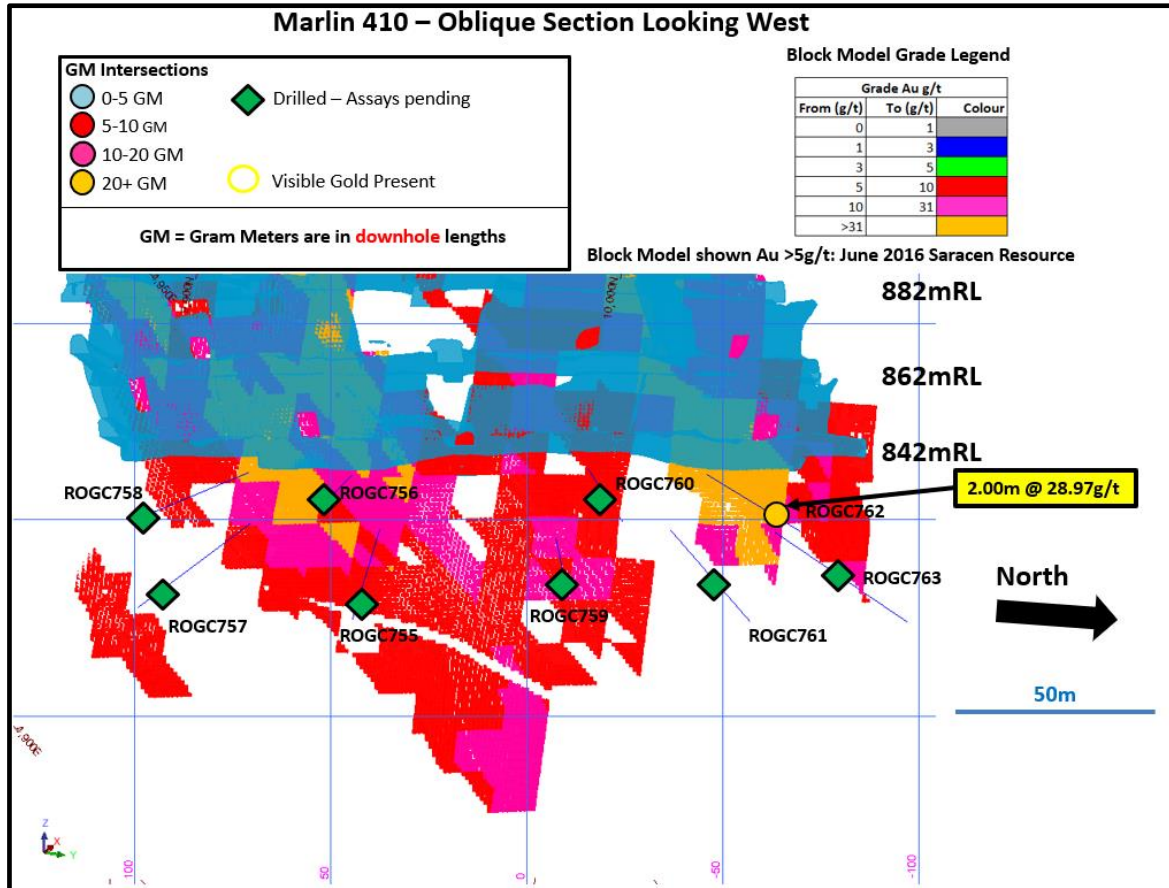 Marlin 410 – Oblique Section Looking West
GM Intersections
0-5 GM
5-10 GM
10-20 GM
20+ GM
Drilled – Assays pending
Visible Gold Present
GM = Gram Meters are in downhole lengths
Block Model Grade Legend
Grade Au g/t
From (g/t) To (g/t) Colour
0 1
1 3
3 5
5 10
10 31
>31
Block Model shown Au >5g/t: June 2016 Saracen Resource
882mRL
862mRL
842mRL
2.00m @ 28.97g/t
ROGC758
ROGC756
ROGC760
ROGC762
ROGC763
ROGC757
ROGC755
ROGC759
ROGC761
North
50m
Z
X
Y
100
50
0
-50
-100